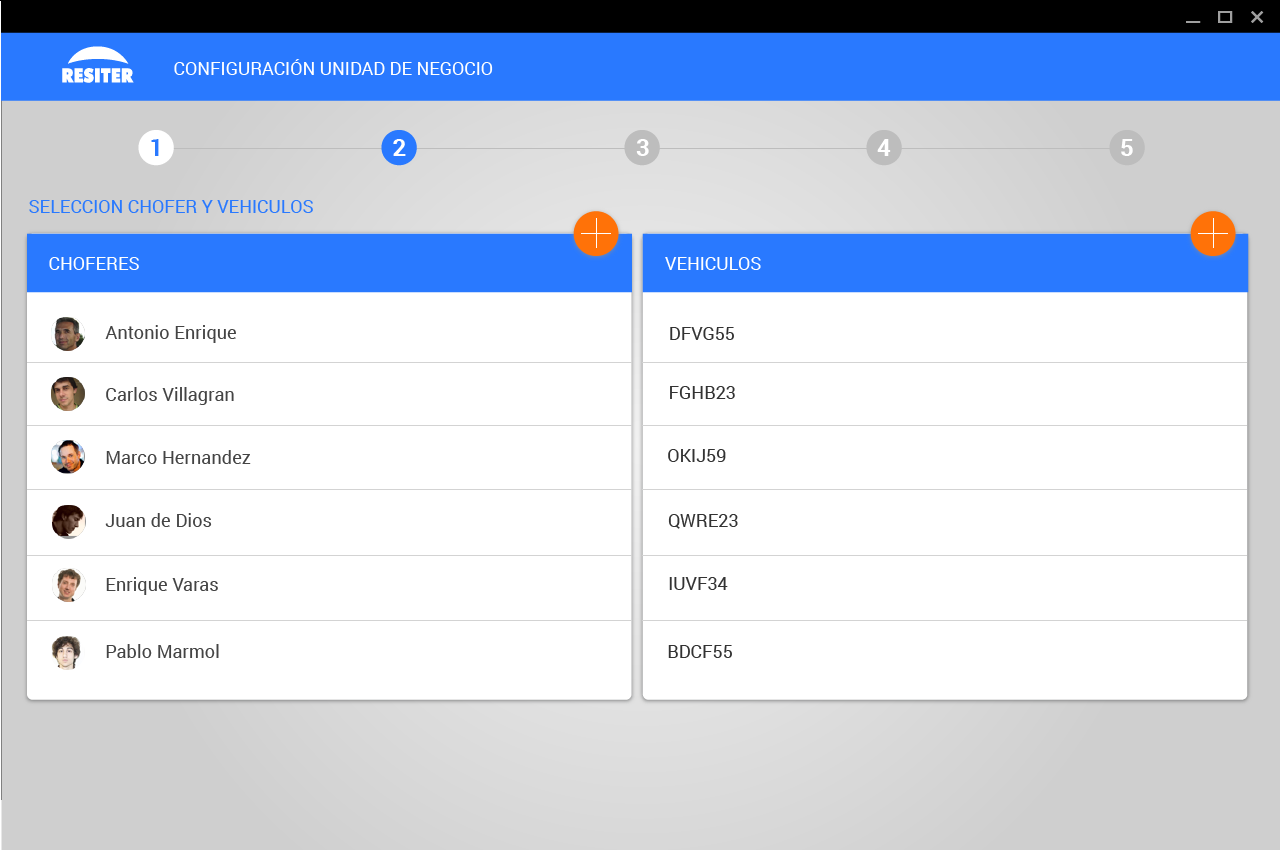 RESITER
CONFIGURACIÓN UNIDAD DE NEGOCIO
1 2 3 4 5
SELECCION CHOFER Y VEHICULOS
CHOFERES
Antonio Enrique
Carlos Villagran
Marco Hernandez
Juan de Dios
Enrique Varas
Pablo Marmol
VEHICULOS
DFVG55
FGHB23
OKIJ59
QWRE23
IUVF34
BDCF55